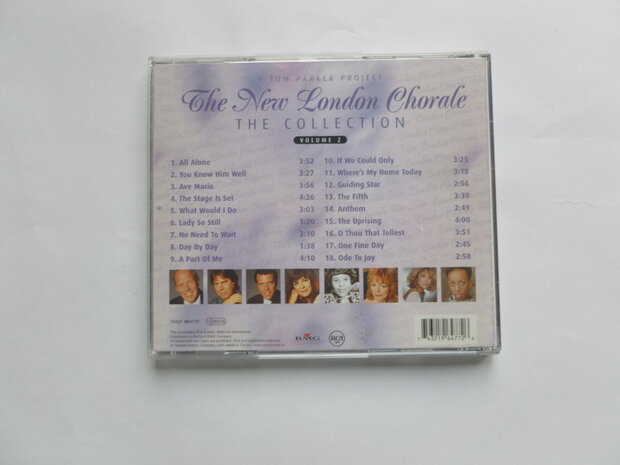 A TOM PARKER PROJECT
The New London Chorale
THE COLLECTION
VOLUME 2
1. All Alone 3:52
2. You Know Him Well 3:27
3. Ave Maria 3:56
4. The Stage Is Set 4:26
5. What Would I Do 3:03
6. Lady So Still 3:20
7. No Need To Wait 3:10
8. Day By Day 1:38
9. A Part Of Me 4:10
10. If We Could Only 3:25
11. Where's My Home Today 3:18
12. Guiding Star 2:56
13. The Fifth 3:30
14. Anthem 2:49
15. The Uprising 4:00
16. O Thou That Tellest 3:51
17. One Fine Day 2:45
18. Ode To Joy 2:58
74321 964772
BMG
RCA
7 43219 64772